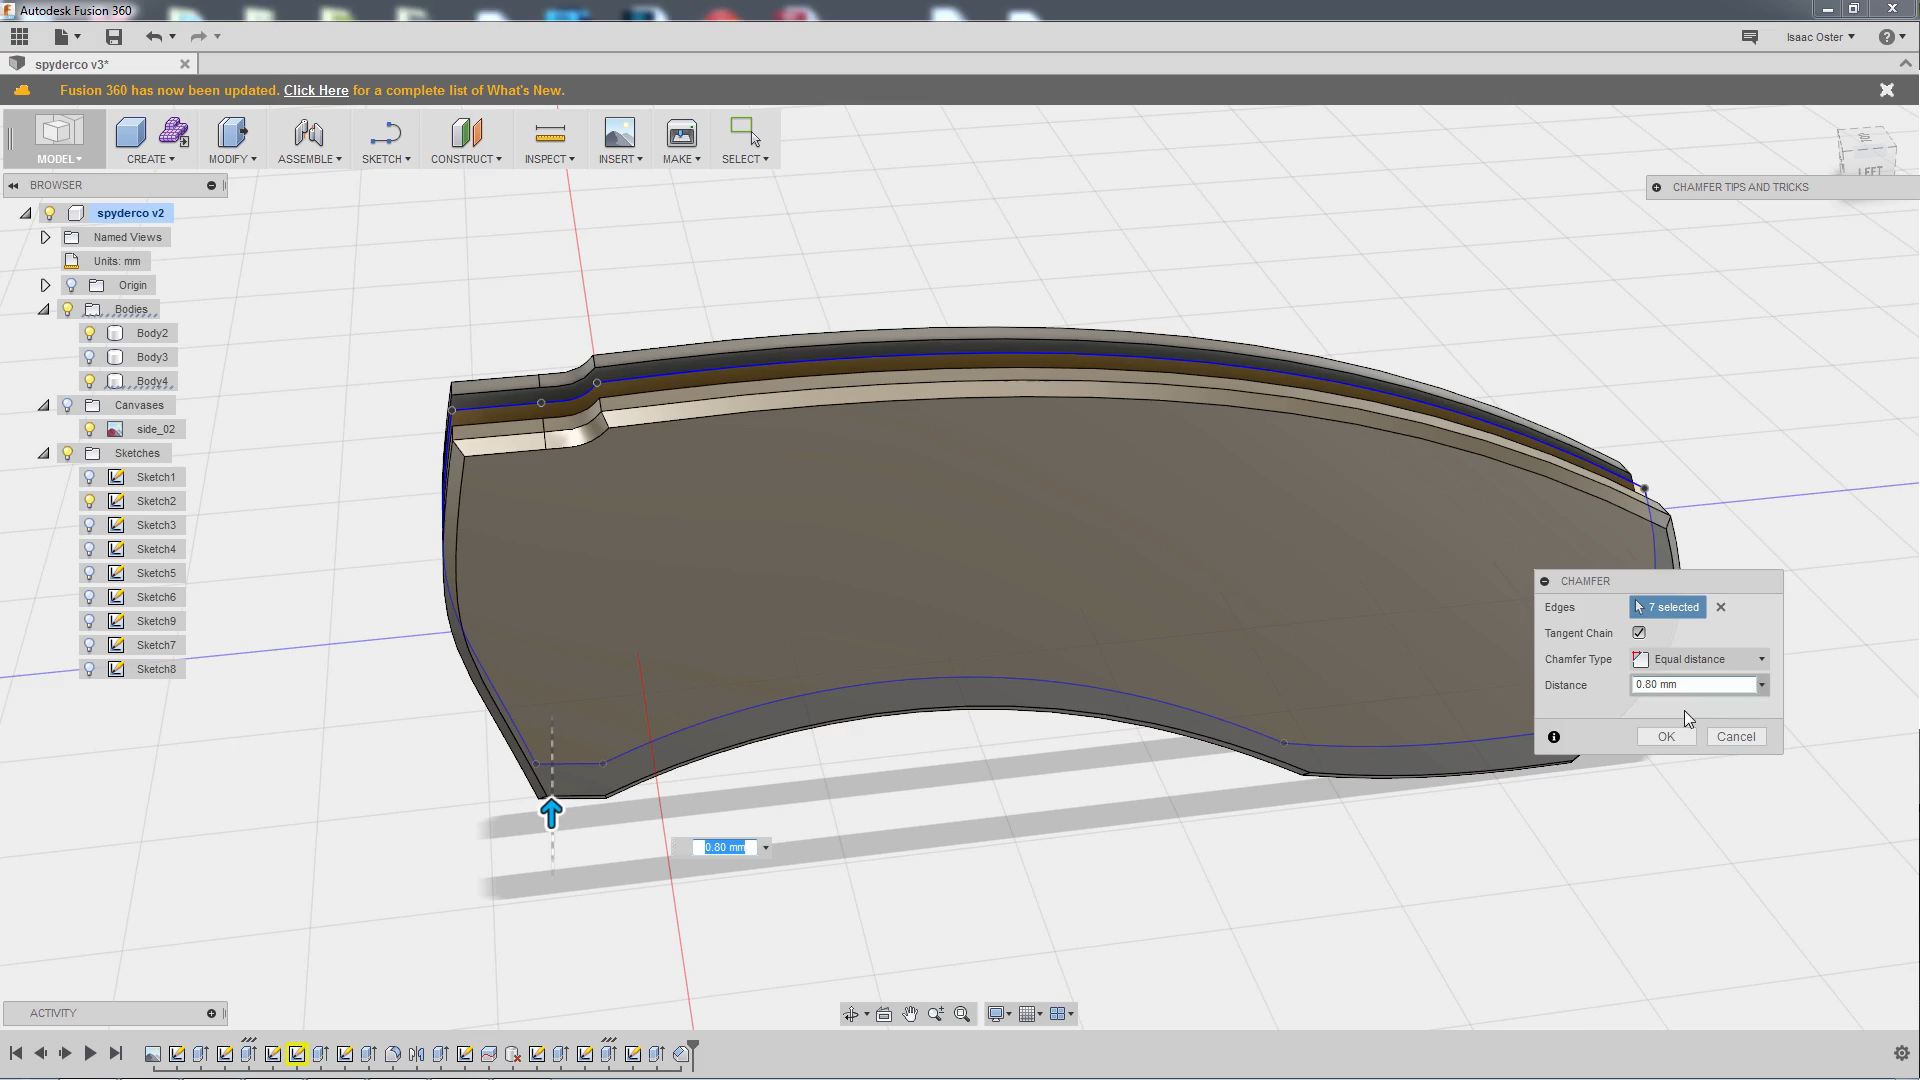 Autodesk Fusion 360
Isaac Oster
spyderco v3*
Fusion 360 has now been updated. Click Here for a complete list of What's New.
MODEL
CREATE
MODIFY
ASSEMBLE
SKETCH
CONSTRUCT
INSPECT
INSERT
MAKE
SELECT
LEFT
BROWSER
CHAMFER TIPS AND TRICKS
spyderco v2
Named Views
Units: mm
Origin
Bodies
Body2
Body3
Body4
Canvases
side_02
Sketches
Sketch1
Sketch2
Sketch3
Sketch4
Sketch5
Sketch6
Sketch9
Sketch7
Sketch8
CHAMFER
Edges 7 selected
Tangent Chain
Chamfer Type Equal distance
Distance 0.80 mm
OK Cancel
0.80 mm
ACTIVITY